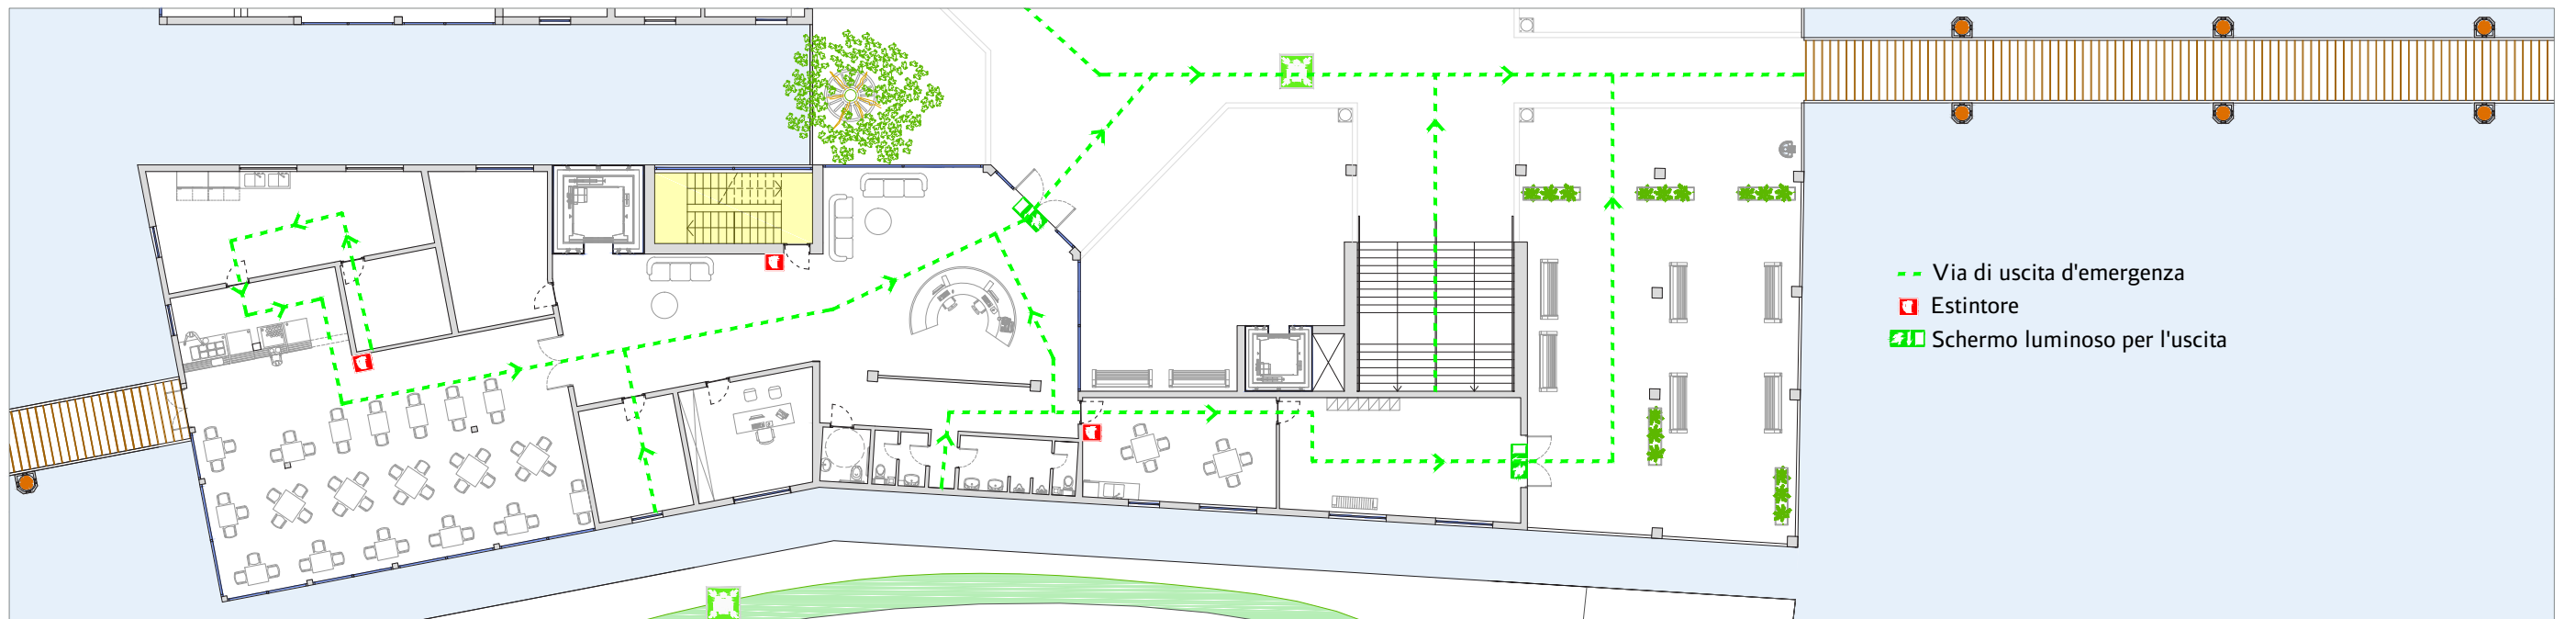 Via di uscita d'emergenza
Estintore
Schermo luminoso per l'uscita